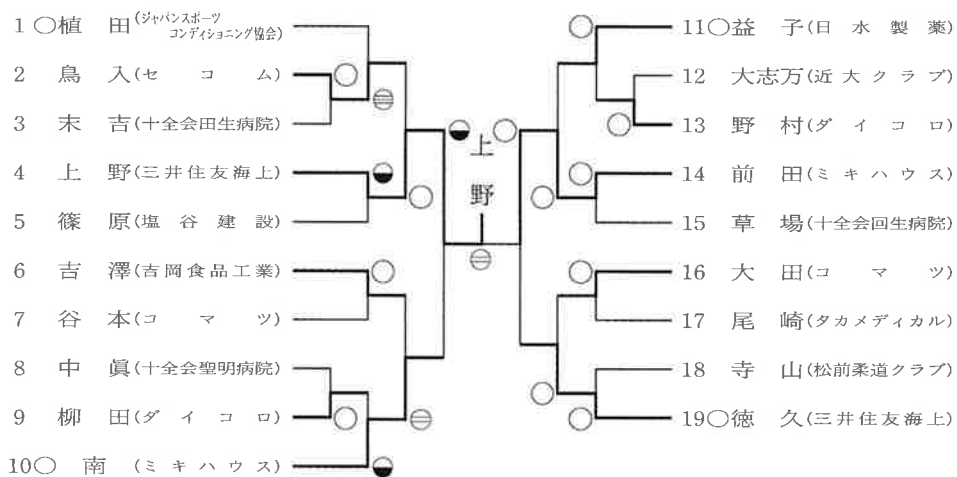 1 ○植田(ジャパンスポーツコンディショニング協会)
2 鳥入(セコム)
3 末吉(十全会田生病院)
4 上野(三井住友海上)
5 篠原(塩谷建設)
6 吉澤(吉岡食品工業)
7 谷本(コマツ)
8 中眞(十全会聖明病院)
9 柳田(ダイコロ)
10○ 南(ミキハウス)
上野
11○益子(日水製薬)
12 大志万(近大クラブ)
13 野村(ダイコロ)
14 前田(ミキハウス)
15 草場(十全会回生病院)
16 大田(コマツ)
17 尾崎(タカメディカル)
18 寺山(松前柔道クラブ)
19○徳久(三井住友海上)